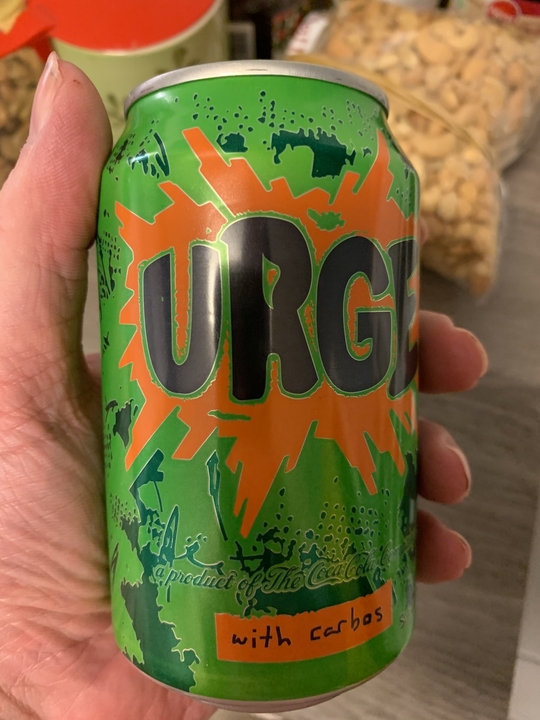 URGE
a product of The Coca-Cola
with carbos